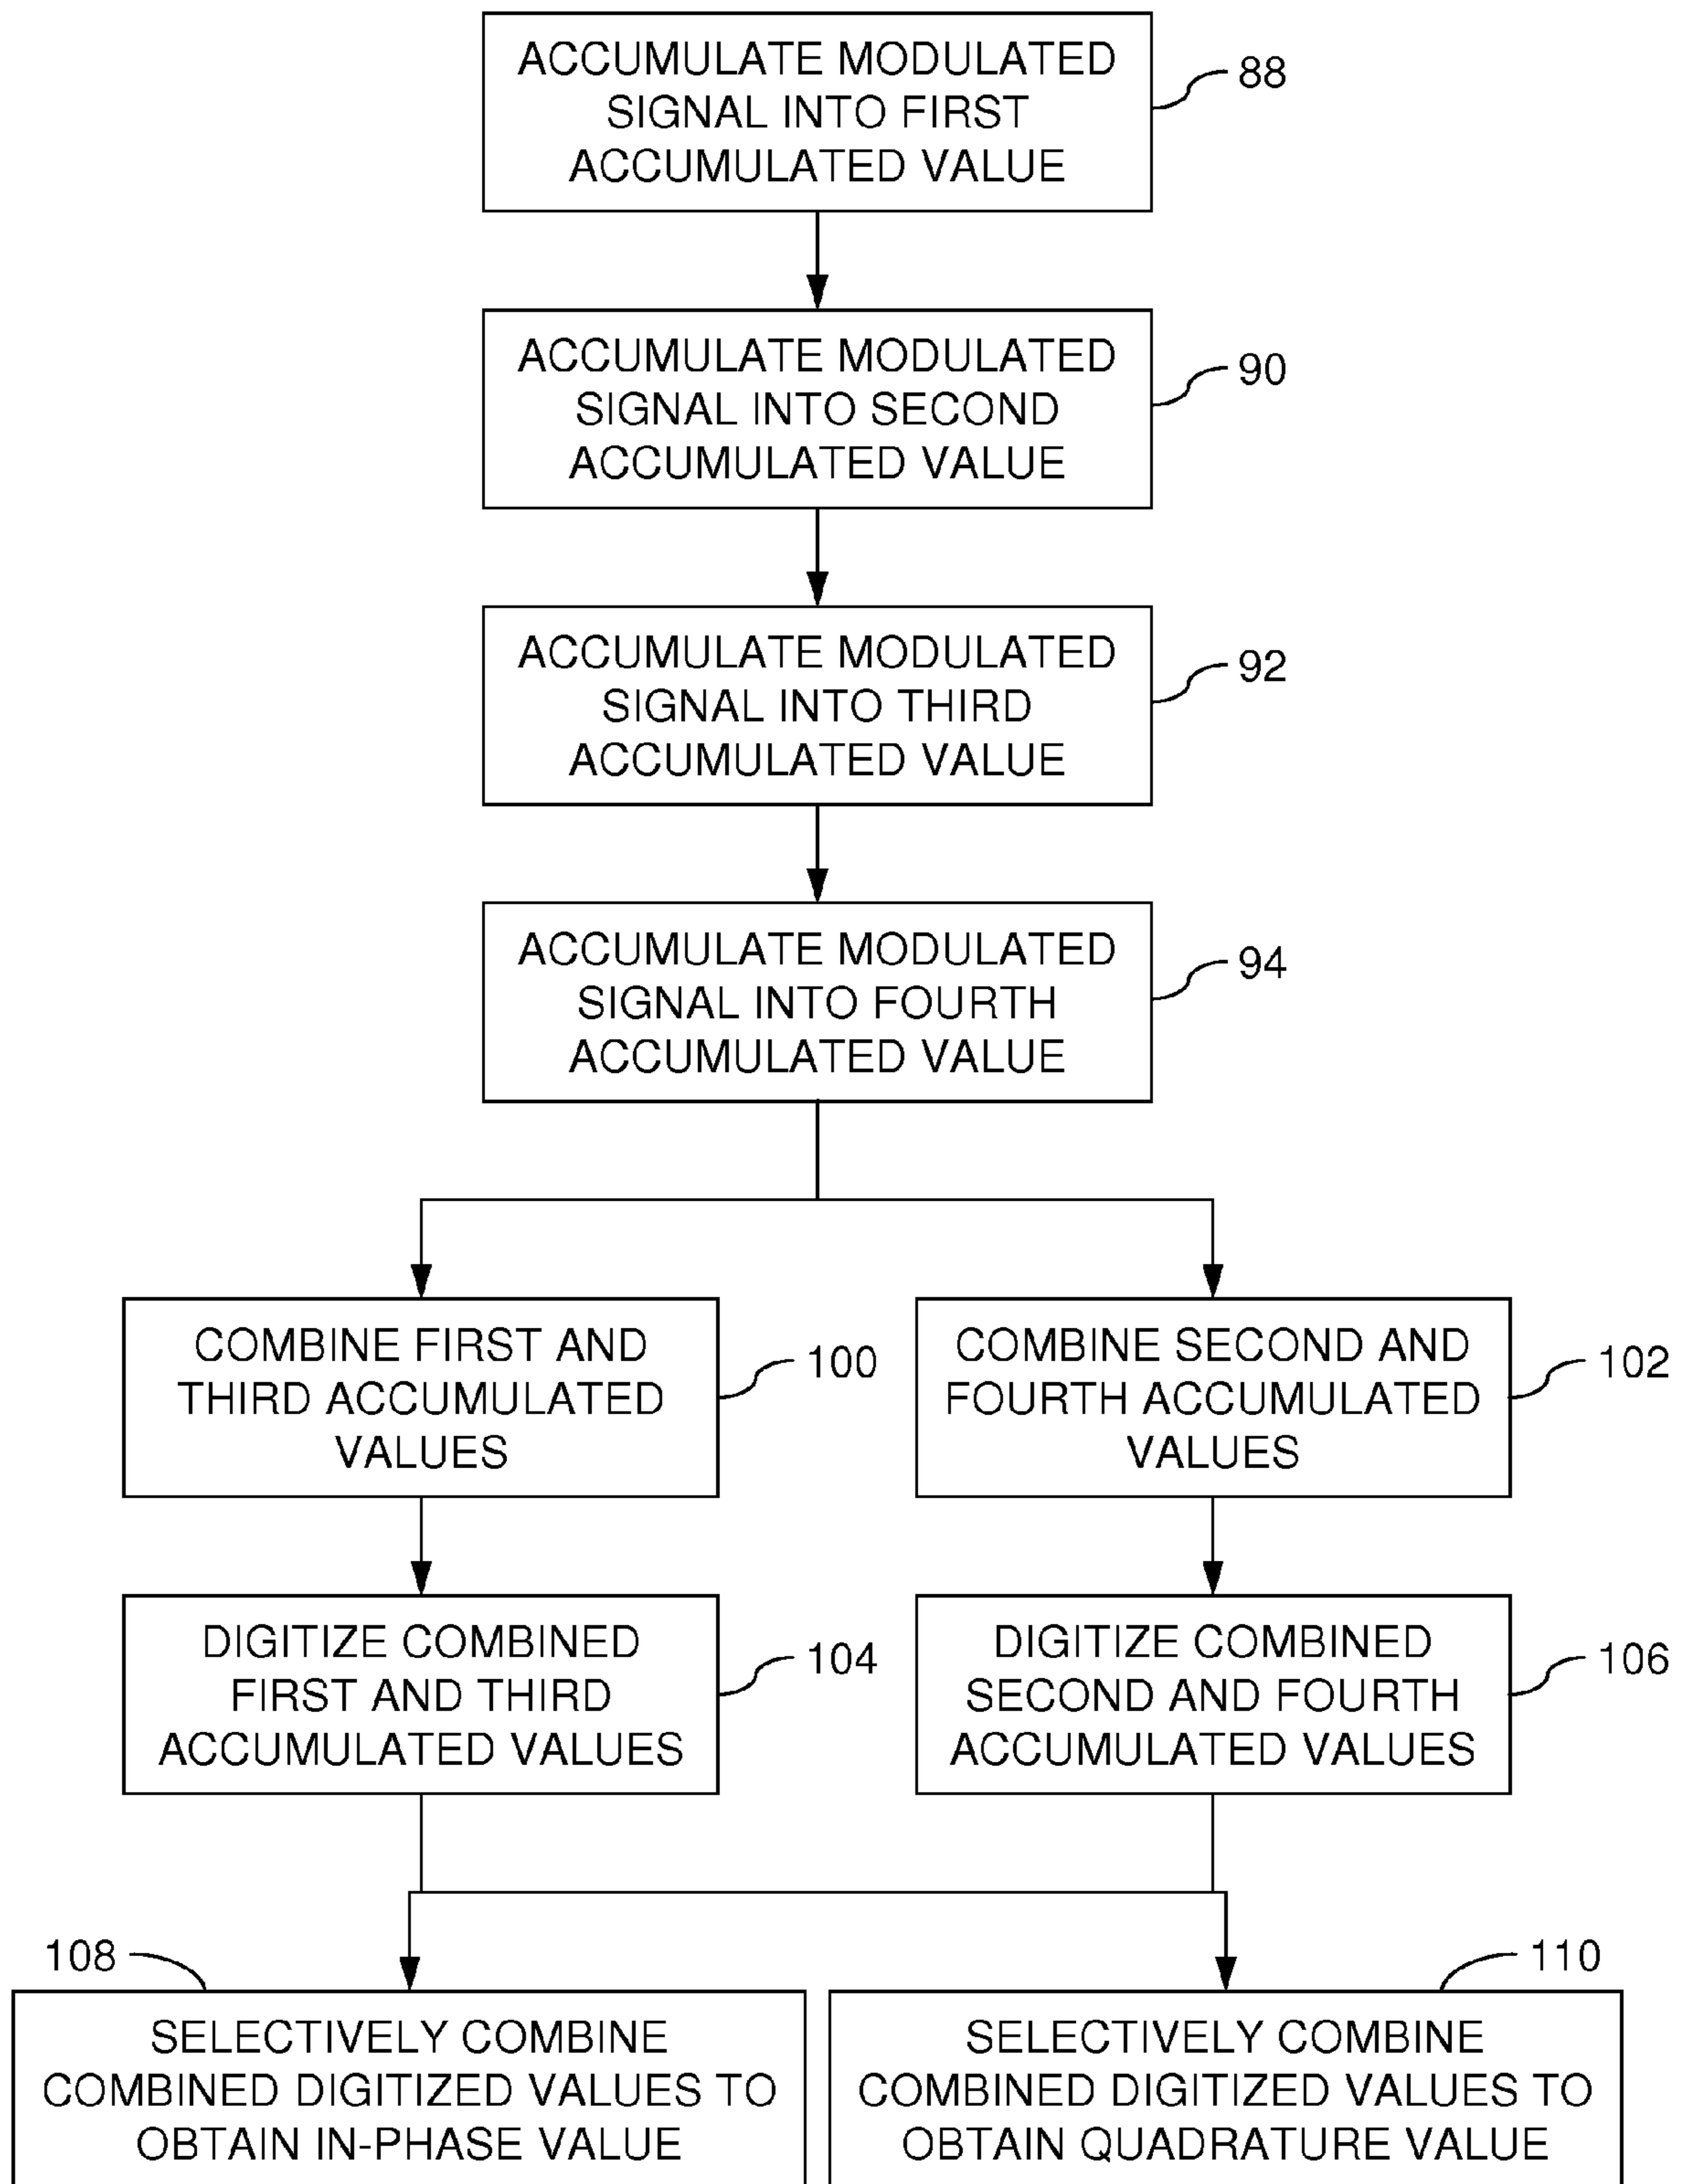 ACCUMULATE MODULATED
SIGNAL INTO FIRST
ACCUMULATED VALUE
88
ACCUMULATE MODULATED
SIGNAL INTO SECOND
ACCUMULATED VALUE
90
ACCUMULATE MODULATED
SIGNAL INTO THIRD
ACCUMULATED VALUE
92
ACCUMULATE MODULATED
SIGNAL INTO FOURTH
ACCUMULATED VALUE
94
COMBINE FIRST AND
THIRD ACCUMULATED
VALUES
100
COMBINE SECOND AND
FOURTH ACCUMULATED
VALUES
102
DIGITIZE COMBINED
FIRST AND THIRD
ACCUMULATED VALUES
104
DIGITIZE COMBINED
SECOND AND FOURTH
ACCUMULATED VALUES
106
108
SELECTIVELY COMBINE
COMBINED DIGITIZED VALUES TO
OBTAIN IN-PHASE VALUE
110
SELECTIVELY COMBINE
COMBINED DIGITIZED VALUES TO
OBTAIN QUADRATURE VALUE